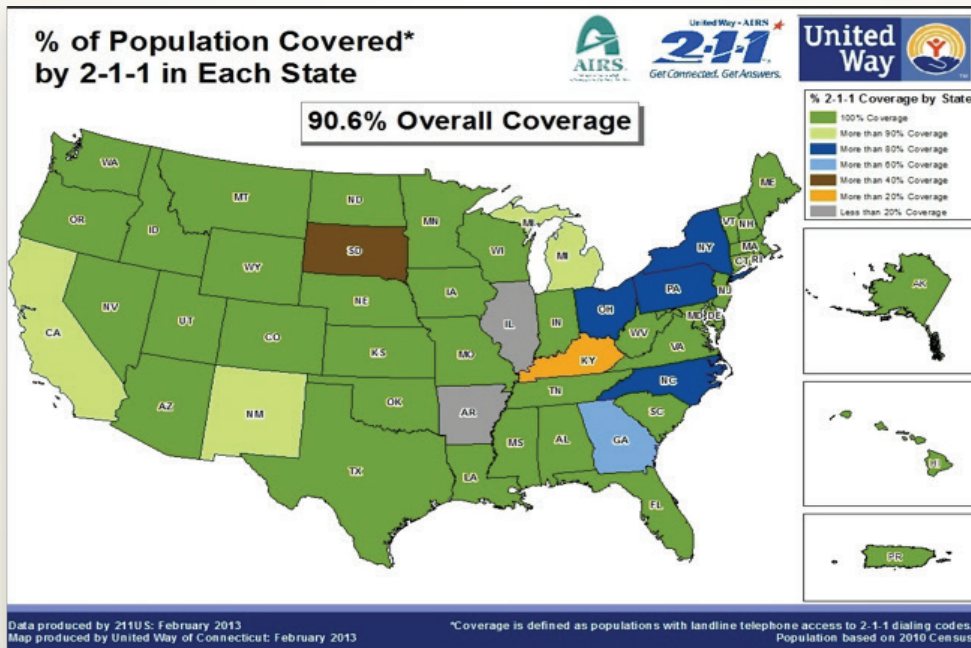 % of Population Covered*
by 2-1-1 in Each State
AIRS
United Way • AIRS
2-1-1
Get Connected. Get Answers.
United
Way
90.6% Overall Coverage
% 2-1-1 Coverage by State
100% Coverage
More than 90% Coverage
More than 80% Coverage
More than 60% Coverage
More than 40% Coverage
More than 20% Coverage
Less than 20% Coverage
WA
MT
ND
MN
ME
OR
ID
SD
WI
MI
VT
NH
WY
MI
NY
MA
CT
RI
NE
IA
PA
NJ
NV
IL
IN
OH
MD
DE
CA
UT
CO
KS
MO
WV
VA
KY
AZ
NM
OK
AR
TN
NC
SC
TX
LA
MS
AL
GA
FL
AK
HI
PR
Data produced by 211US: February 2013
Map produced by United Way of Connecticut: February 2013
*Coverage is defined as populations with landline telephone access to 2-1-1 dialing codes.
Population based on 2010 Census